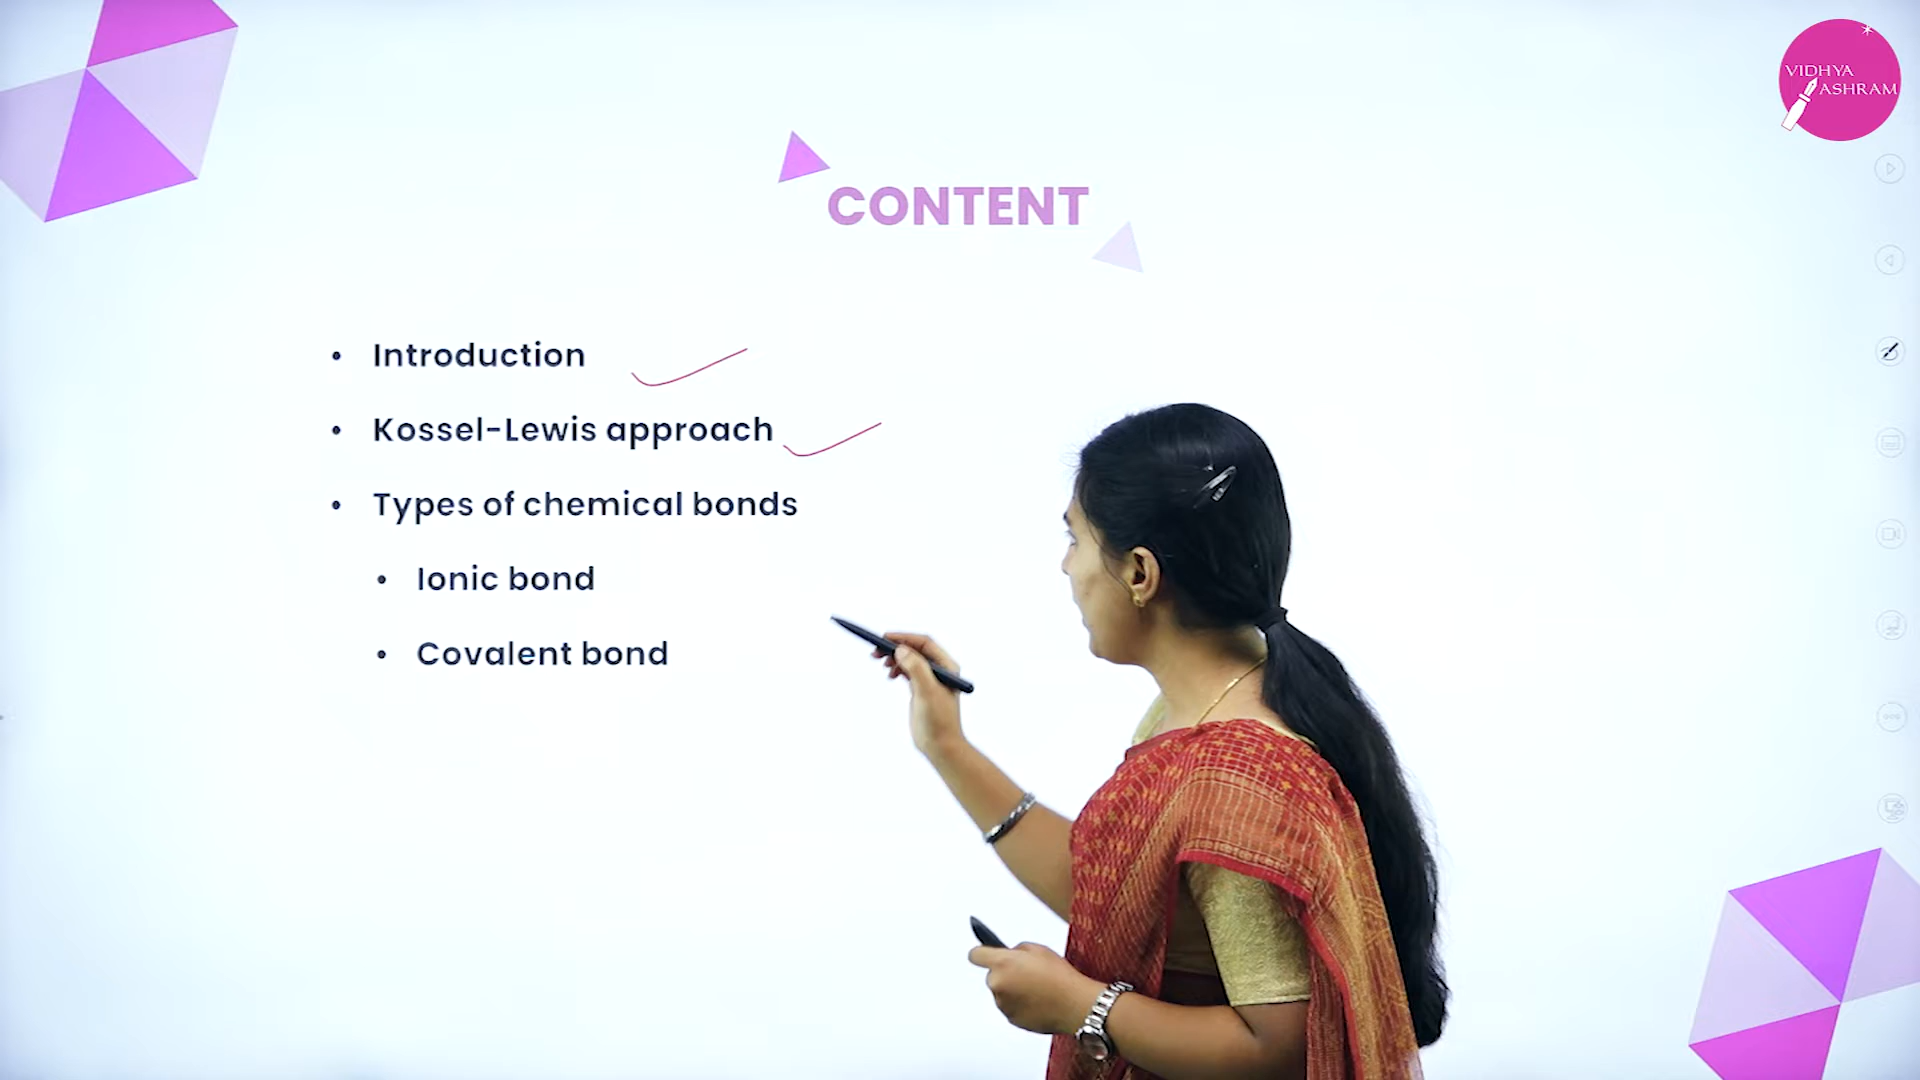 VIDHYA
ASHRAM
CONTENT
• Introduction
• Kossel-Lewis approach
• Types of chemical bonds
• Ionic bond
• Covalent bond